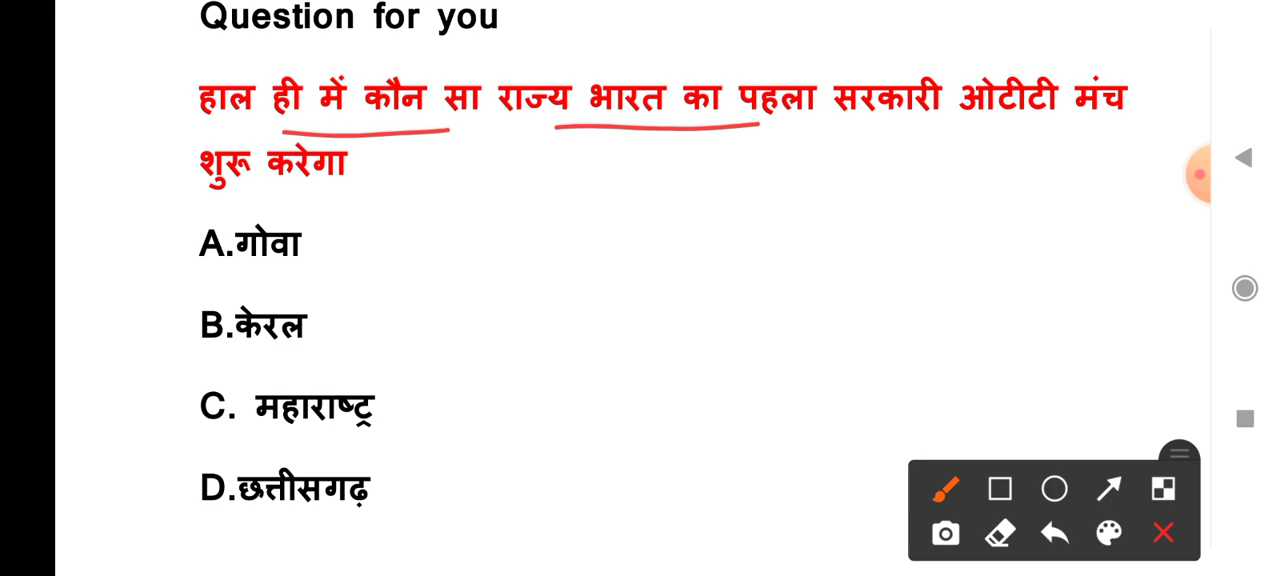 Question for you
हाल ही में कौन सा राज्य भारत का पहला सरकारी ओटीटी मंच
शुरू करेगा
A.गोवा
B.केरल
C. महाराष्ट्र
D.छत्तीसगढ़